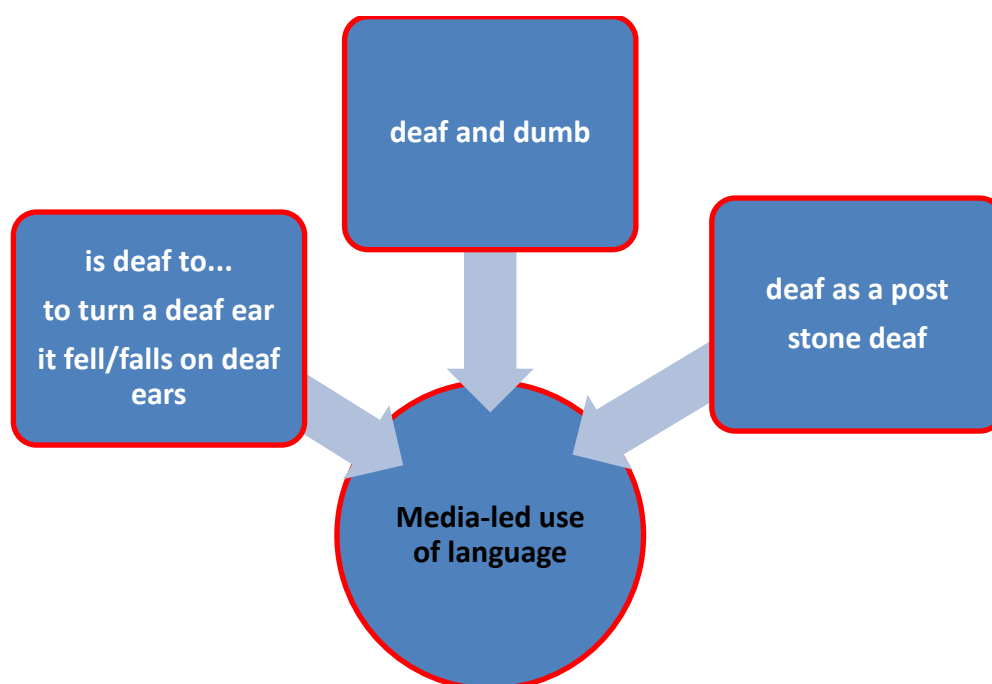 deaf and dumb
is deaf to...
to turn a deaf ear
it fell/falls on deaf
ears
deaf as a post
stone deaf
Media-led use
of language